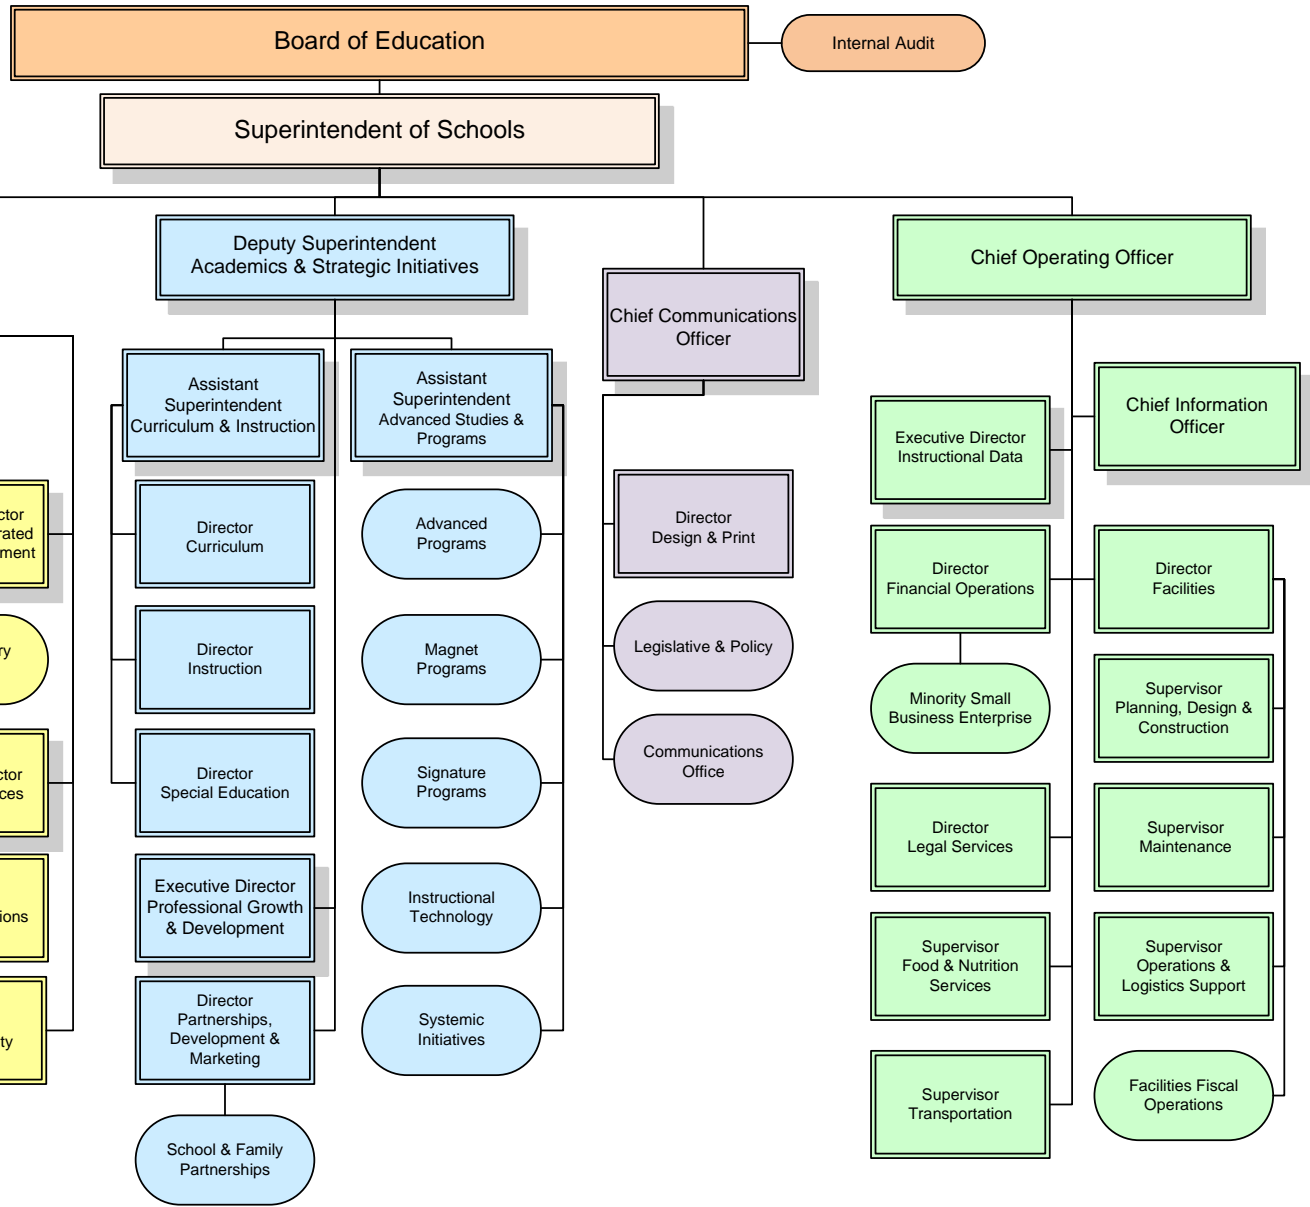 Board of Education
Internal Audit
Superintendent of Schools
Deputy Superintendent
Academics & Strategic Initiatives
Chief Communications
Officer
Chief Operating Officer
Assistant
Superintendent
Curriculum & Instruction
Assistant
Superintendent
Advanced Studies &
Programs
Director
Curriculum
Director
Instruction
Director
Special Education
Executive Director
Professional Growth
& Development
Director
Partnerships,
Development &
Marketing
School & Family
Partnerships
Advanced
Programs
Magnet
Programs
Signature
Programs
Instructional
Technology
Systemic
Initiatives
Director
Design & Print
Legislative & Policy
Communications
Office
Executive Director
Instructional Data
Chief Information
Officer
Director
Financial Operations
Minority Small
Business Enterprise
Director
Legal Services
Supervisor
Food & Nutrition
Services
Supervisor
Transportation
Director
Facilities
Supervisor
Planning, Design &
Construction
Supervisor
Maintenance
Supervisor
Operations &
Logistics Support
Facilities Fiscal
Operations